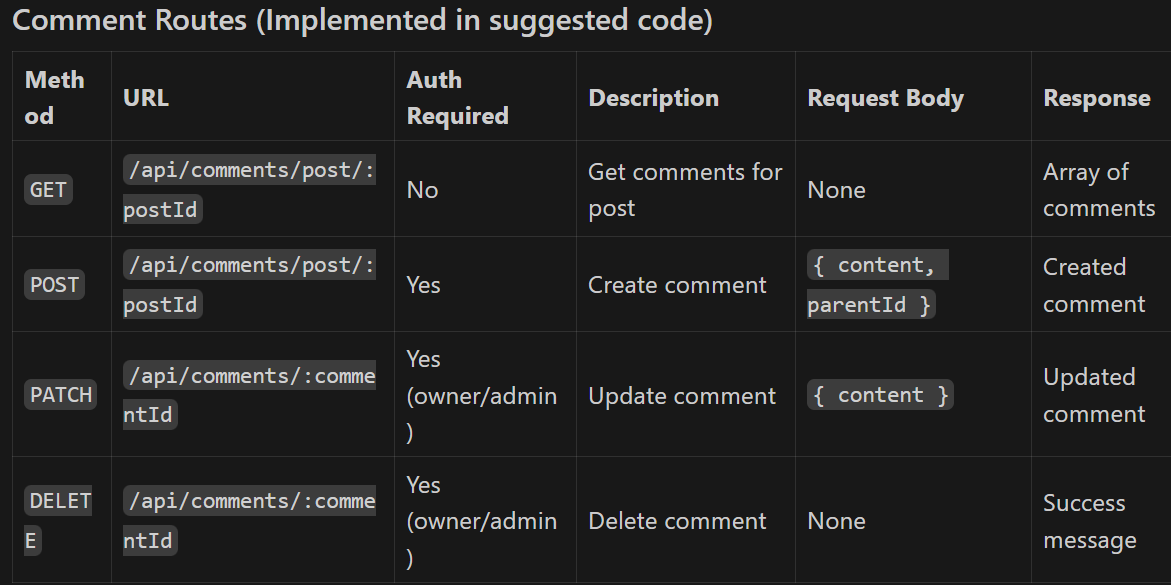 Comment Routes (Implemented in suggested code)
Meth
od
URL
Auth
Required
Description
Request Body
Response
GET
/api/comments/post/:
postId
No
Get comments for
post
None
Array of
comments
POST
/api/comments/post/:
postId
Yes
Create comment
{ content,
parentId }
Created
comment
PATCH
/api/comments/:comme
ntId
Yes
(owner/admin
)
Update comment
{ content }
Updated
comment
DELET
E
/api/comments/:comme
ntId
Yes
(owner/admin
)
Delete comment
None
Success
message